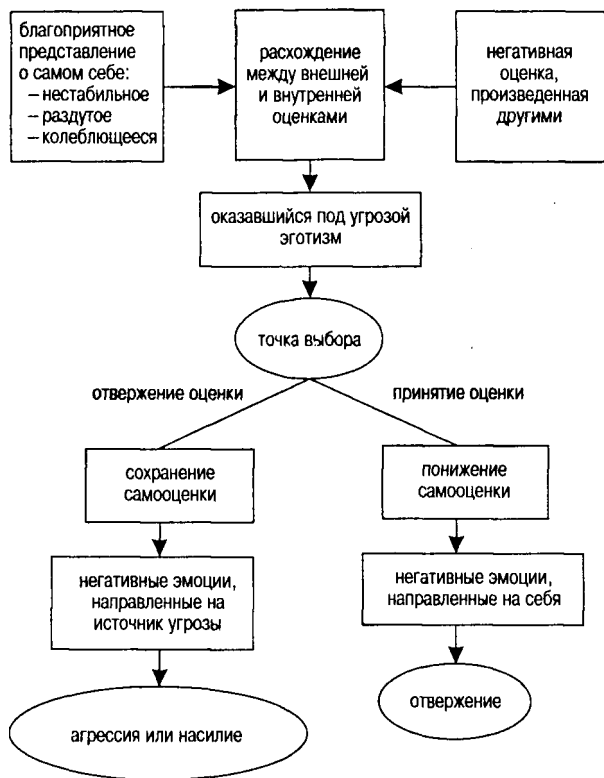 благоприятное
представление
о самом себе:
– нестабильное
– раздутое
– колеблющееся
расхождение
между внешней
и внутренней
оценками
негативная
оценка,
произведенная
другими
оказавшийся под угрозой
эготизм
точка выбора
отвержение оценки
принятие оценки
сохранение
самооценки
понижение
самооценки
негативные эмоции,
направленные на
источник угрозы
негативные эмоции,
направленные на себя
агрессия или насилие
отвержение